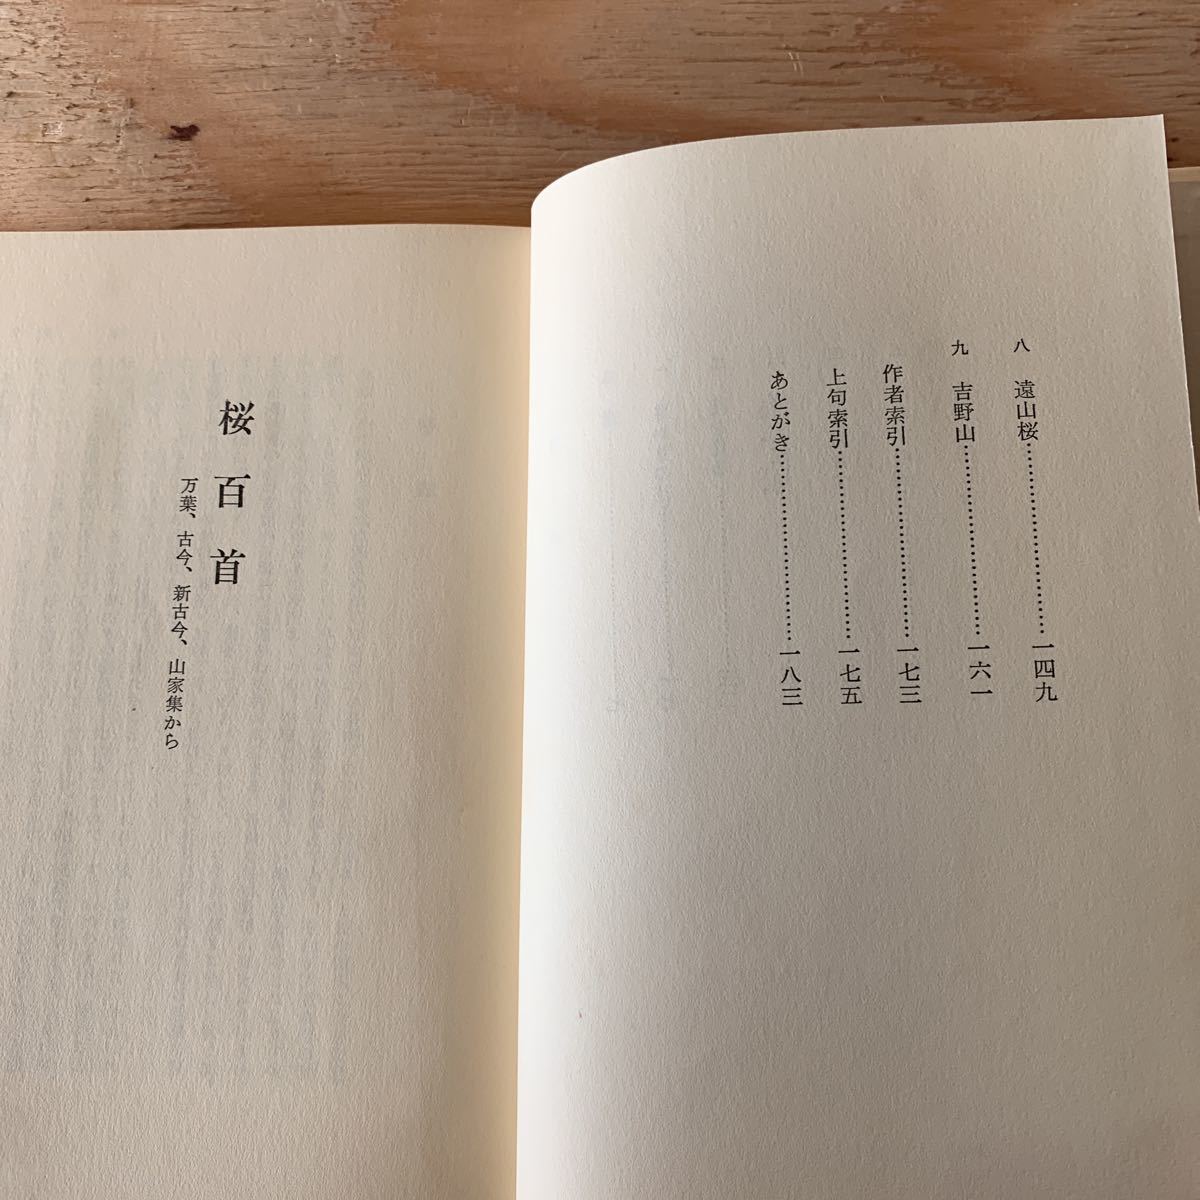 八　遠山桜……………………一四九
九　吉野山……………………一六一
作者索引……………………一七三
上句索引……………………一七五
あとがき……………………一八三
桜百首
万葉、古今、新古今、山家集から